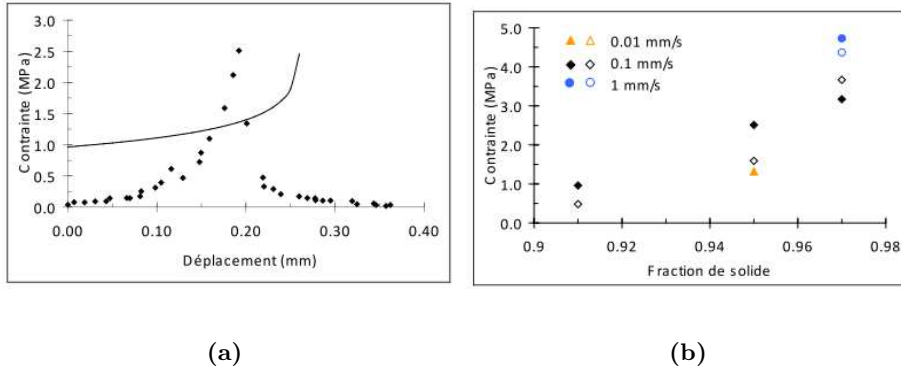 3.0
2.5
2.0
1.5
1.0
0.5
0.0
Contrainte (MPa)
0.00 0.10 0.20 0.30 0.40
Déplacement (mm)
(a)
5.0
4.0
3.0
2.0
1.0
0.0
Contrainte (MPa)
0.01 mm/s
0.1 mm/s
1 mm/s
0.9 0.92 0.94 0.96 0.98
Fraction de solide
(b)